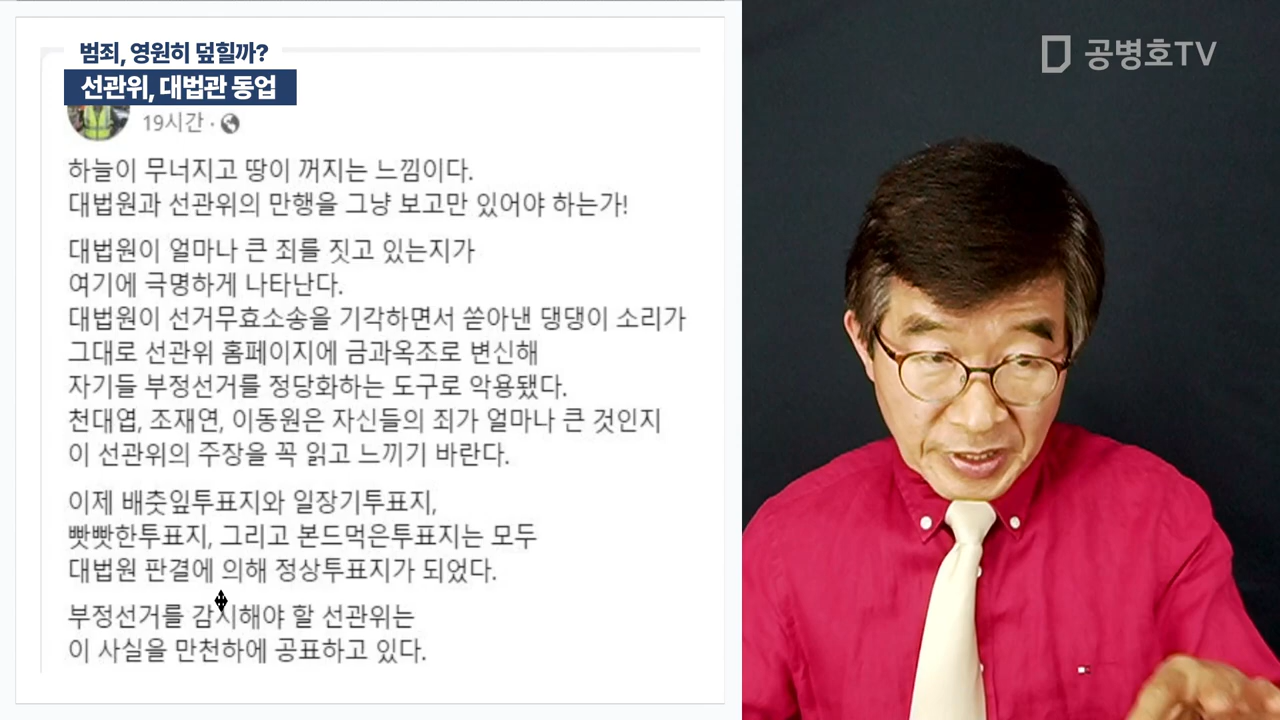 범죄, 영원히 덮힐까?
선관위, 대법관 동업
공병호TV
19시간 ·
하늘이 무너지고 땅이 꺼지는 느낌이다.
대법원과 선관위의 만행을 그냥 보고만 있어야 하는가!
대법원이 얼마나 큰 죄를 짓고 있는지가
여기에 극명하게 나타난다.
대법원이 선거무효소송을 기각하면서 쏟아낸 댕댕이 소리가
그대로 선관위 홈페이지에 금과옥조로 변신해
자기들 부정선거를 정당화하는 도구로 악용됐다.
천대엽, 조재연, 이동원은 자신들의 죄가 얼마나 큰 것인지
이 선관위의 주장을 꼭 읽고 느끼기 바란다.
이제 배춧잎투표지와 일장기투표지,
빳빳한투표지, 그리고 본드먹은투표지는 모두
대법원 판결에 의해 정상투표지가 되었다.
부정선거를 감시해야 할 선관위는
이 사실을 만천하에 공표하고 있다.